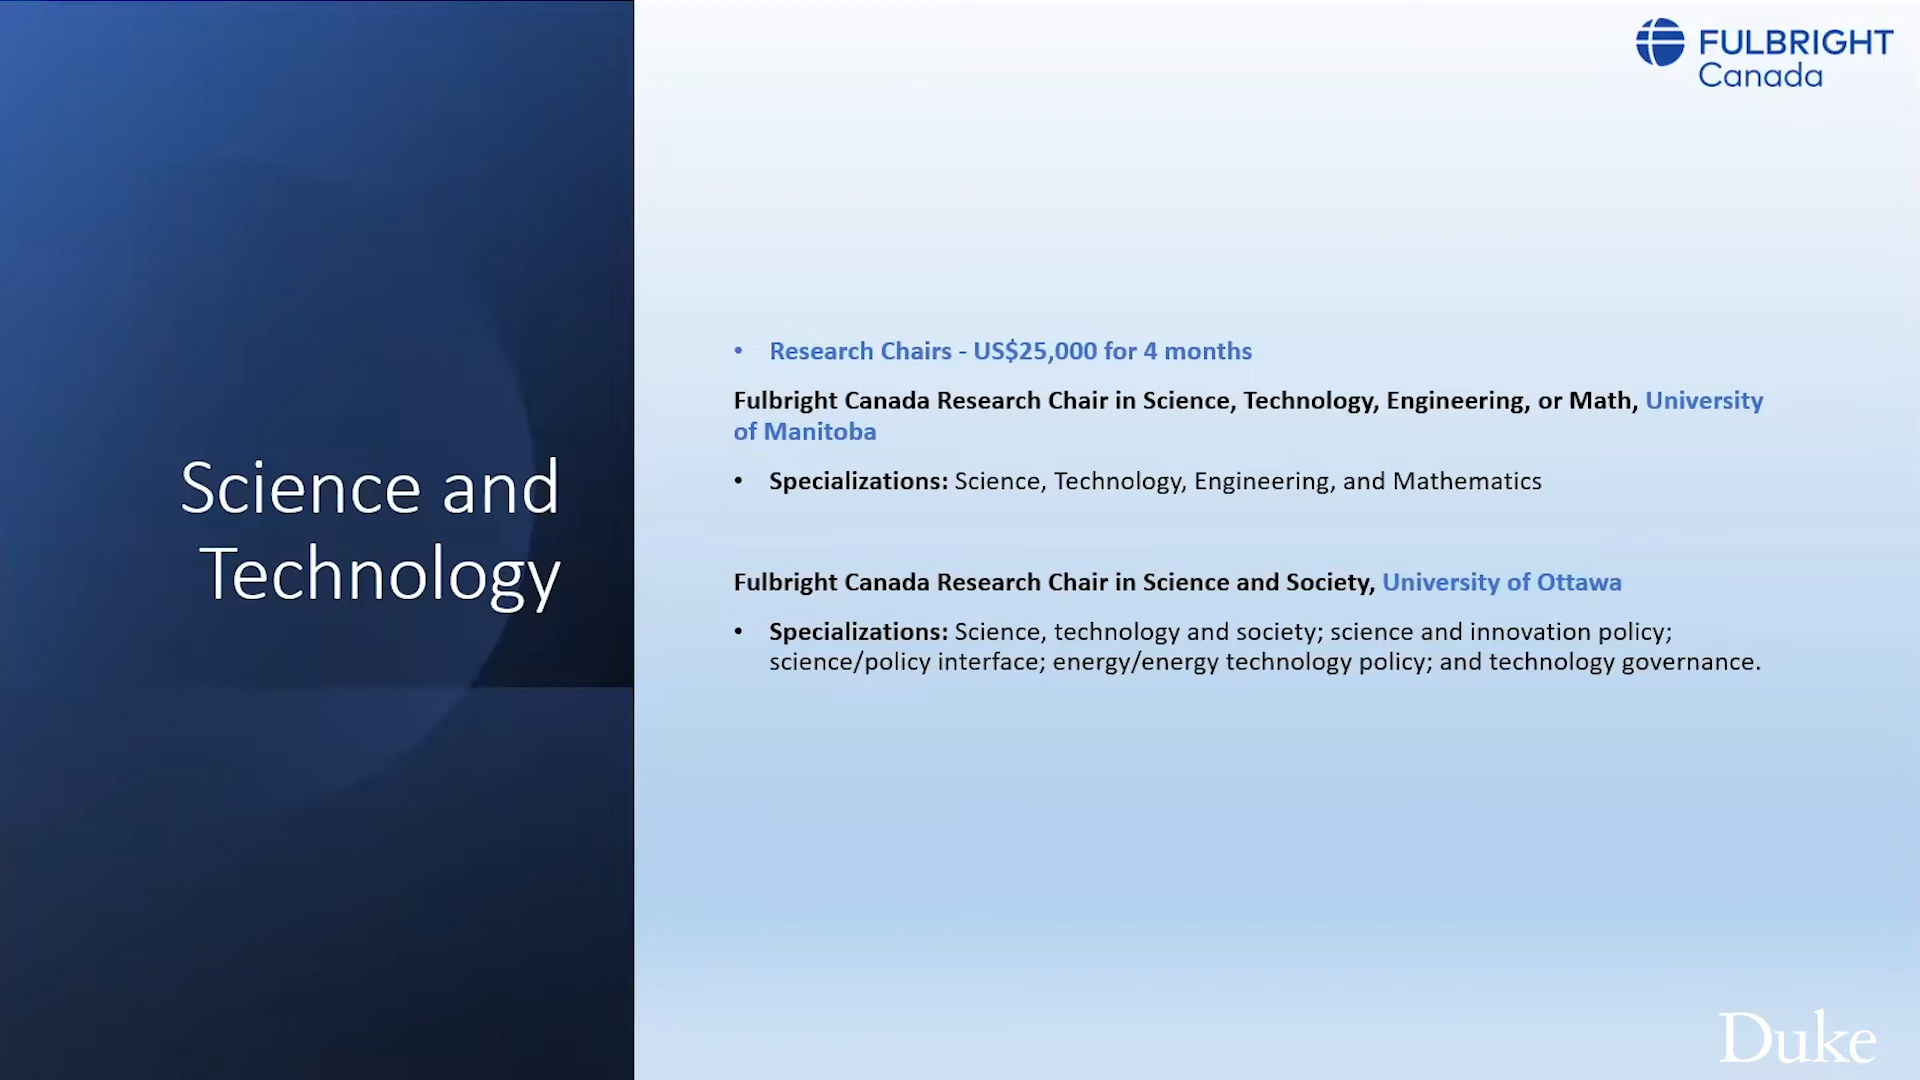 FULBRIGHT
Canada
Science and
Technology
• Research Chairs - US$25,000 for 4 months
Fulbright Canada Research Chair in Science, Technology, Engineering, or Math, University
of Manitoba
• Specializations: Science, Technology, Engineering, and Mathematics
Fulbright Canada Research Chair in Science and Society, University of Ottawa
• Specializations: Science, technology and society; science and innovation policy;
science/policy interface; energy/energy technology policy; and technology governance.
Duke